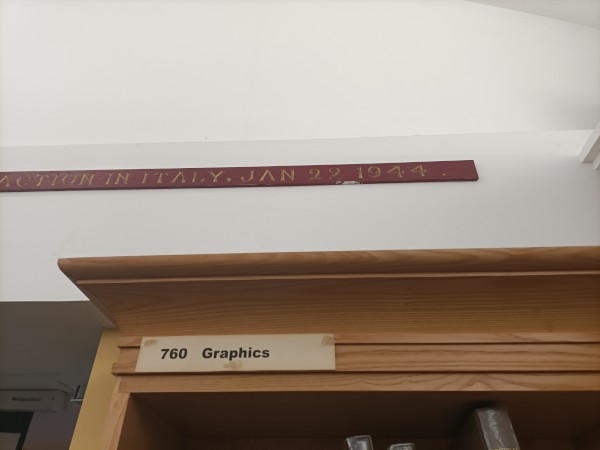 ACTION IN ITALY. JAN 22 1944 .
760 Graphics